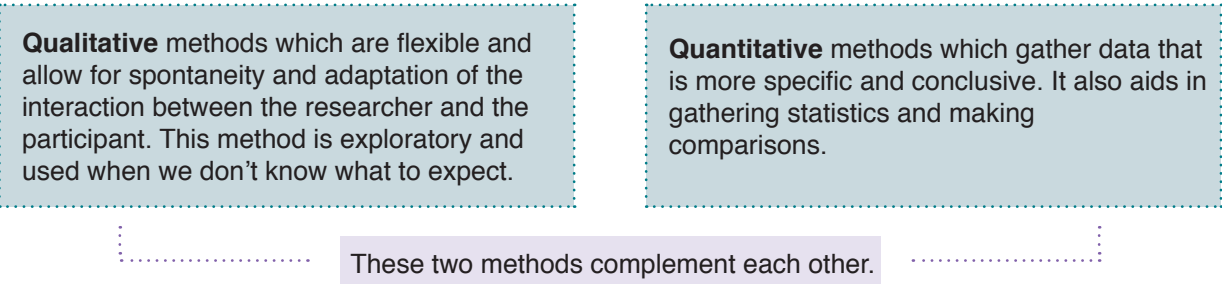 Qualitative methods which are flexible and
allow for spontaneity and adaptation of the
interaction between the researcher and the
participant. This method is exploratory and
used when we don’t know what to expect.
Quantitative methods which gather data that
is more specific and conclusive. It also aids in
gathering statistics and making
comparisons.
These two methods complement each other.